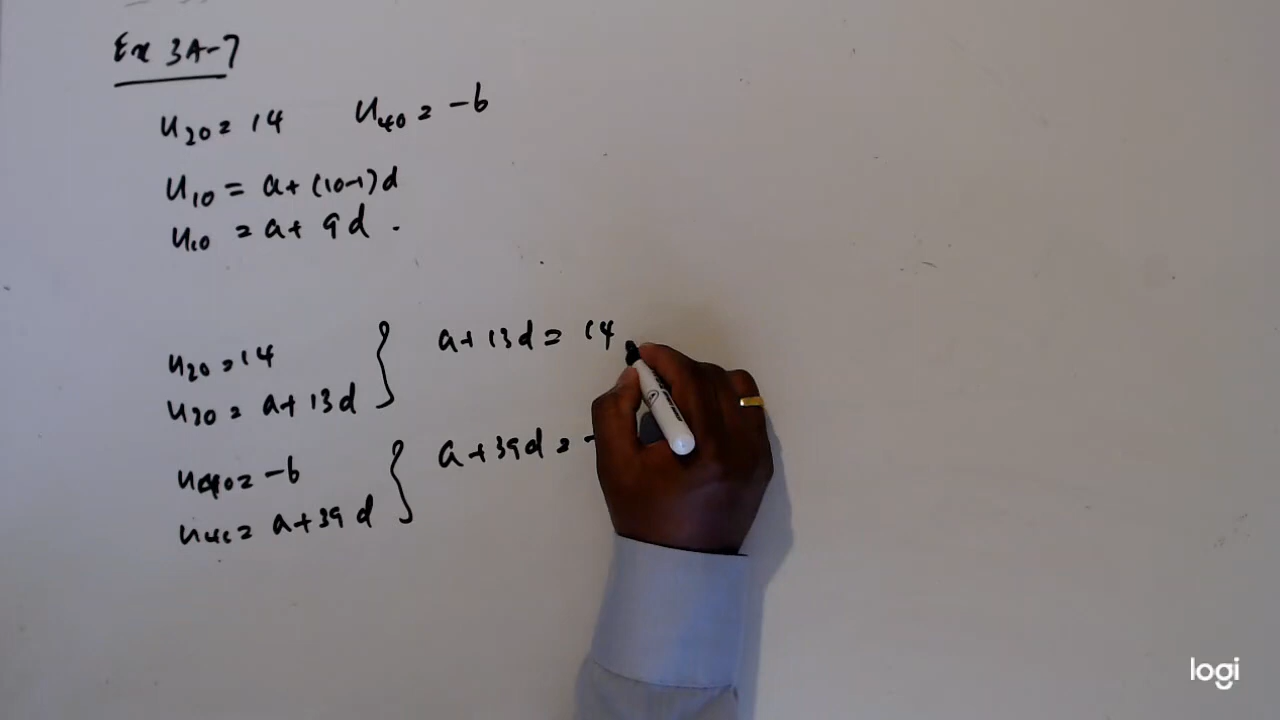 Ex 3A-7
u20 = 14 u40 = -6
u10 = a + (10-1)d
u10 = a + 9d.
u20 = 14
u20 = a + 13d
a + 13d = 14
u40 = -6
u40 = a + 39d
a + 39d = -
logi